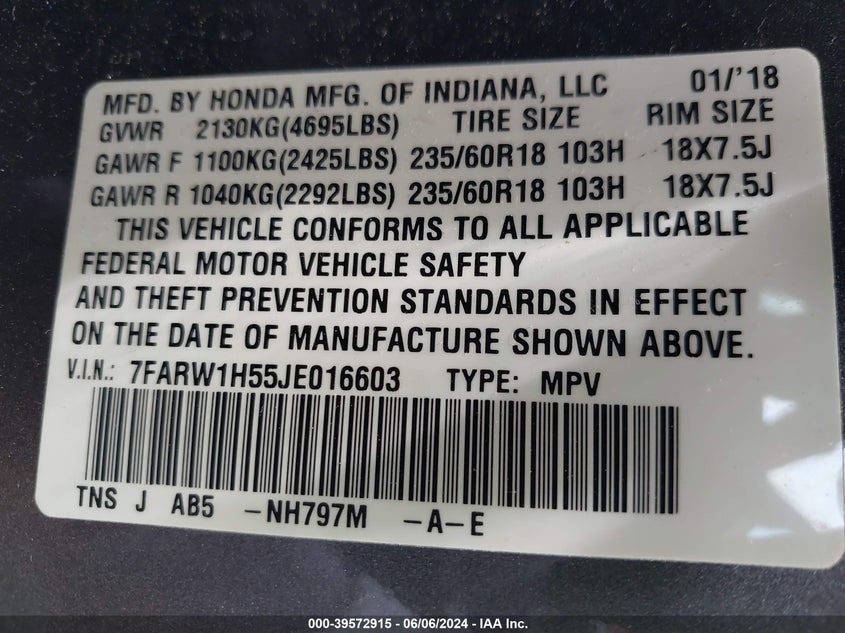 MFD. BY HONDA MFG. OF INDIANA, LLC 01/'18
GVWR 2130KG(4695LBS) TIRE SIZE RIM SIZE
GAWR F 1100KG(2425LBS) 235/60R18 103H 18X7.5J
GAWR R 1040KG(2292LBS) 235/60R18 103H 18X7.5J
THIS VEHICLE CONFORMS TO ALL APPLICABLE
FEDERAL MOTOR VEHICLE SAFETY
AND THEFT PREVENTION STANDARDS IN EFFECT
ON THE DATE OF MANUFACTURE SHOWN ABOVE.
V.I.N.: 7FARW1H55JE016603 TYPE: MPV
TNS J AB5 -NH797M -A-E
000-39572915 - 06/06/2024 - IAA Inc.